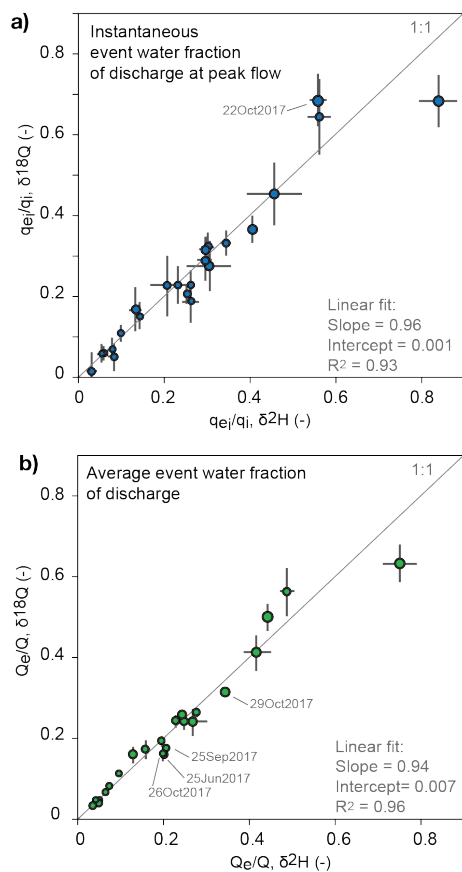 a)
Instantaneous
event water fraction
of discharge at peak flow
1:1
22Oct2017
0.8
0.6
0.4
0.2
0
qei/qi, δ18Q (-)
Linear fit:
Slope = 0.96
Intercept = 0.001
R2 = 0.93
0 0.2 0.4 0.6 0.8
qei/qi, δ2H (-)
b)
Average event water fraction
of discharge
1:1
0.8
0.6
0.4
0.2
0
Qe/Q, δ18Q (-)
29Oct2017
25Sep2017
25Jun2017
26Oct2017
Linear fit:
Slope = 0.94
Intercept= 0.007
R2 = 0.96
0 0.2 0.4 0.6 0.8
Qe/Q, δ2H (-)